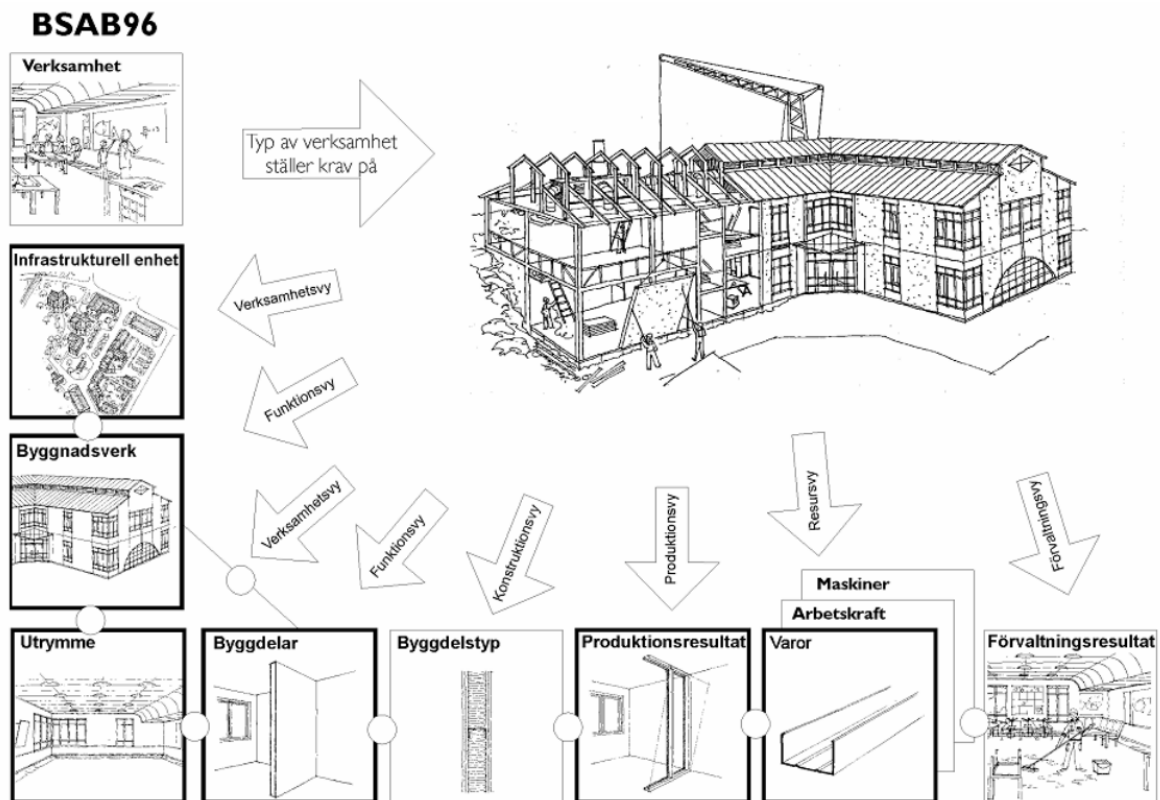 BSAB96
Verksamhet
Typ av verksamhet
ställer krav på
Infrastrukturell enhet
Verksamhetsvy
Funktionsvy
Byggnadsverk
Verksamhetsvy
Funktionsvy
Konstruktionsvy
Produktionsvy
Resursvy
Förvaltningsvy
Maskiner
Arbetskraft
Utrymme
Byggdelar
Byggdelstyp
Produktionsresultat
Varor
Förvaltningsresultat